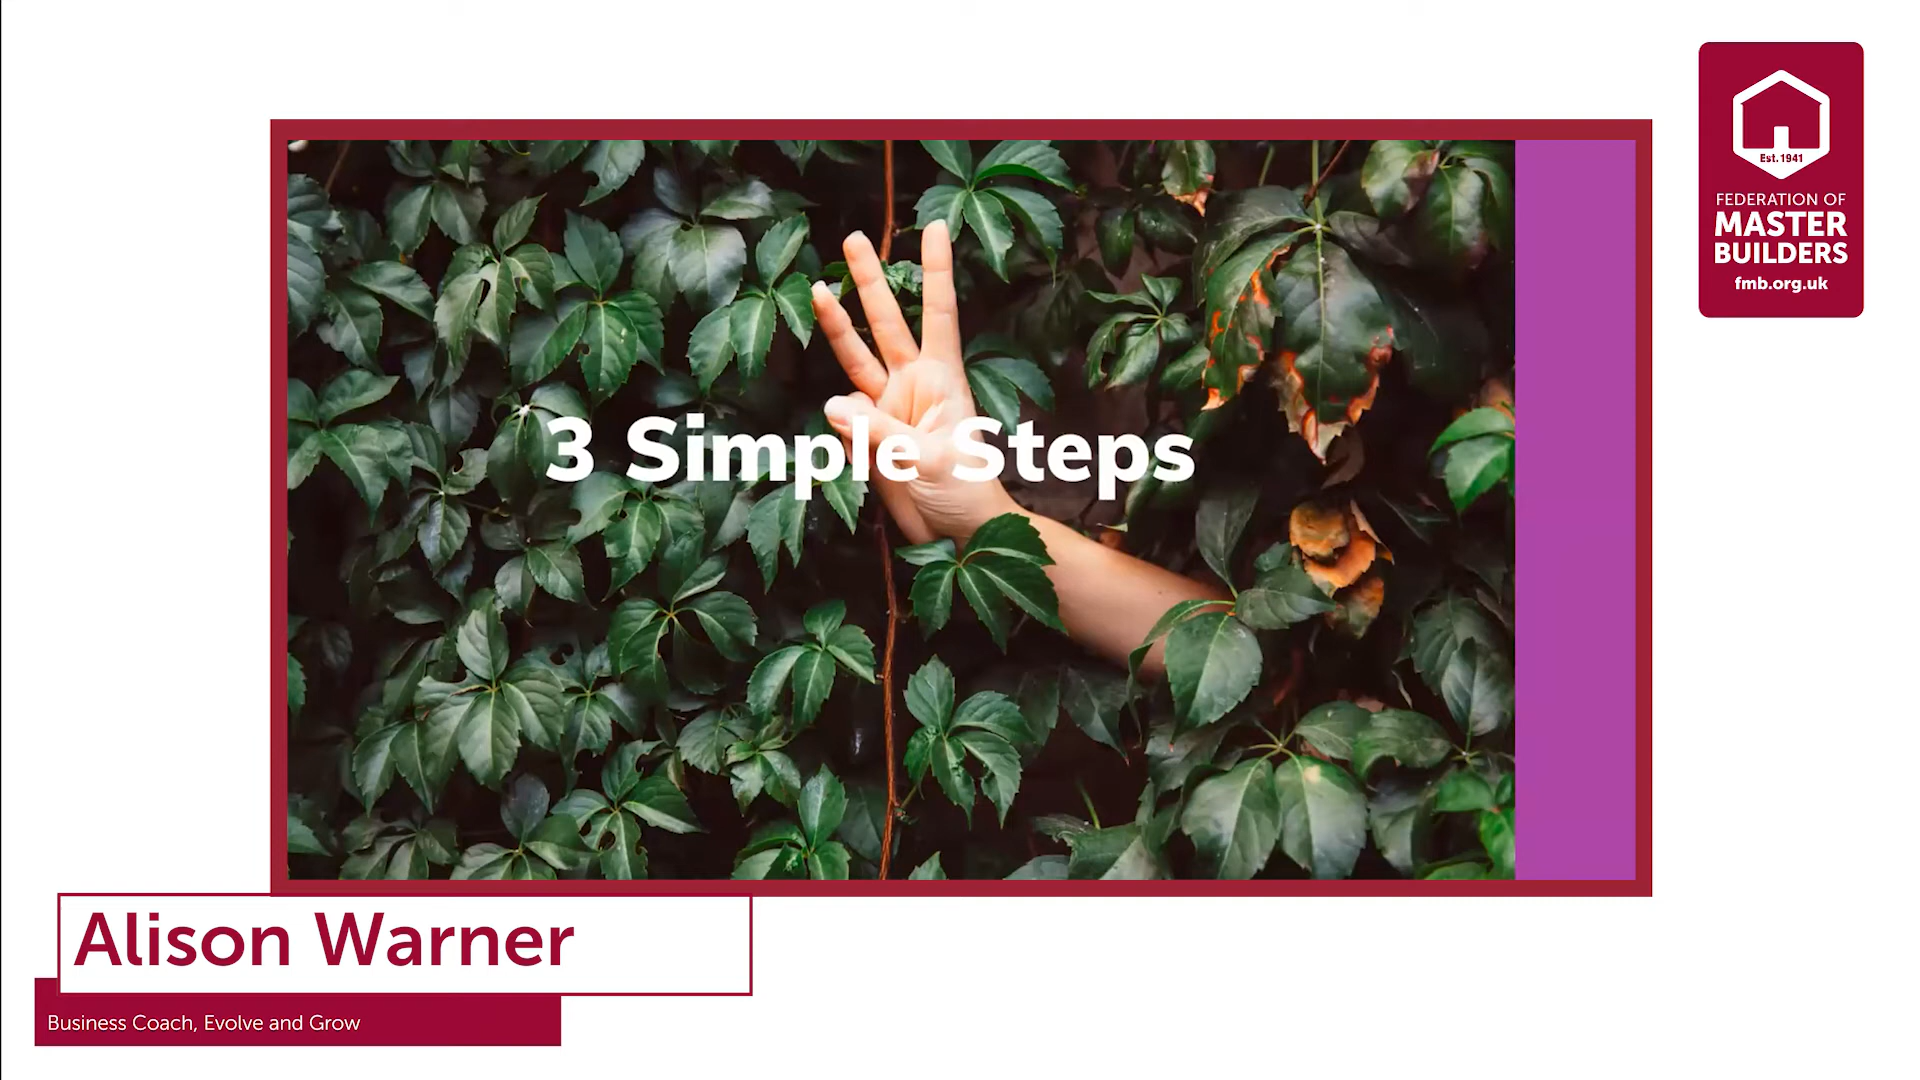 Est. 1941
FEDERATION OF
MASTER
BUILDERS
fmb.org.uk
3 Simple Steps
Alison Warner
Business Coach, Evolve and Grow